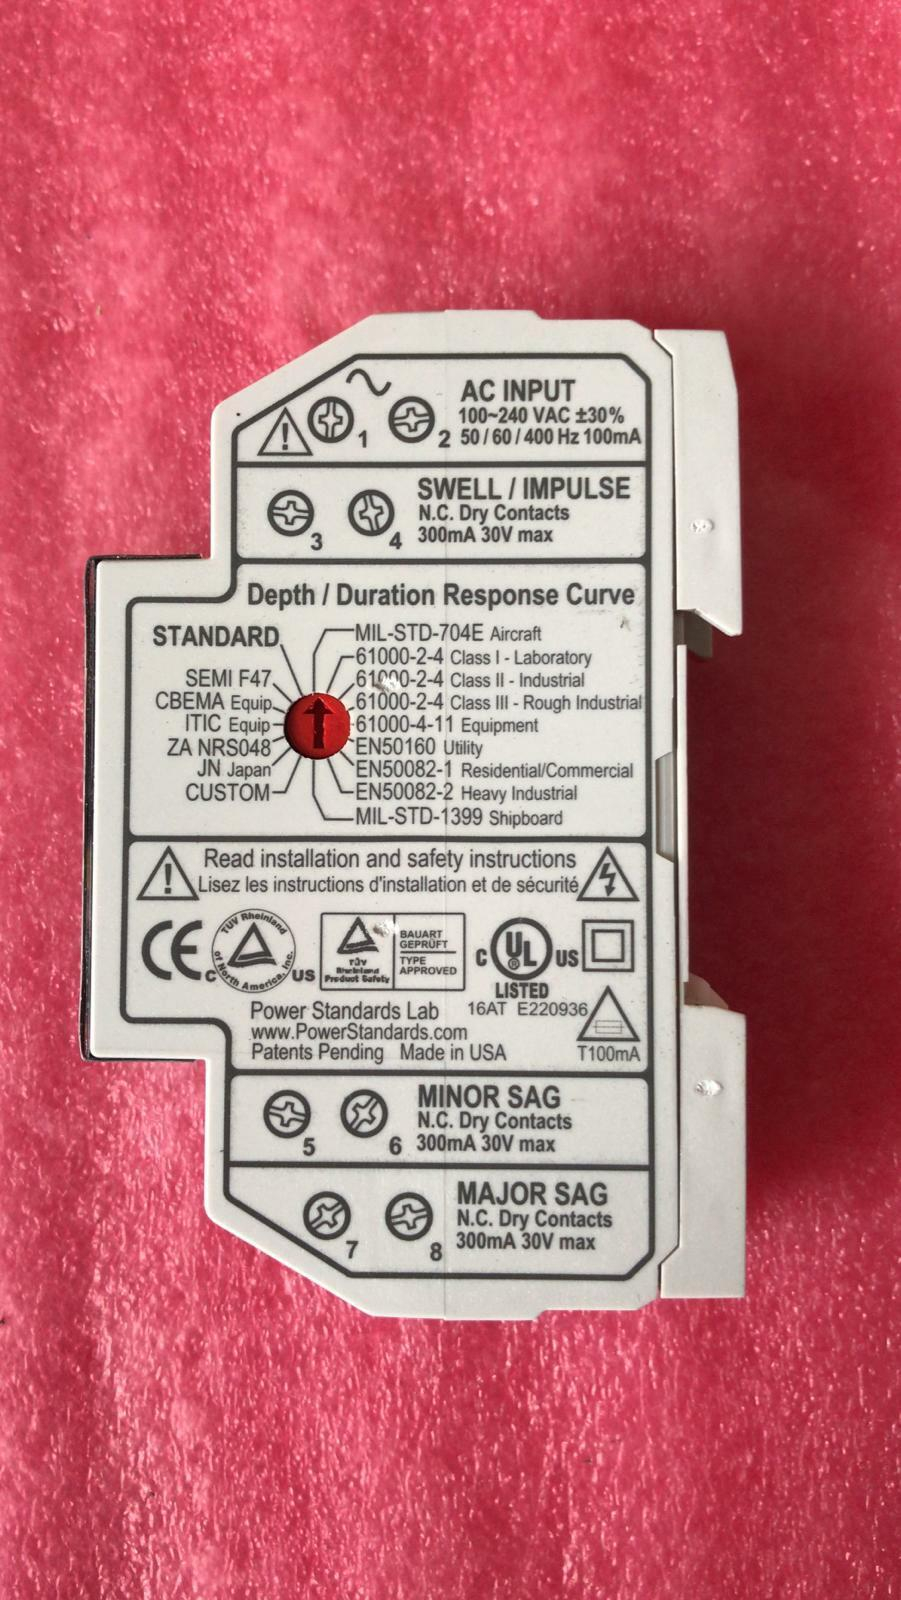 AC INPUT
100~240 VAC ±30%
1 2 50 / 60 / 400 Hz 100mA
SWELL / IMPULSE
N.C. Dry Contacts
3 4 300mA 30V max
Depth / Duration Response Curve
STANDARD
SEMI F47
CBEMA Equip
ITIC Equip
ZA NRS048
JN Japan
CUSTOM
MIL-STD-704E Aircraft
61000-2-4 Class I - Laboratory
61000-2-4 Class II - Industrial
61000-2-4 Class III - Rough Industrial
61000-4-11 Equipment
EN50160 Utility
EN50082-1 Residential/Commercial
EN50082-2 Heavy Industrial
MIL-STD-1399 Shipboard
Read installation and safety instructions
Lisez les instructions d'installation et de sécurité
CE
TUV Rheinland
of North America, Inc.
C US
TÜV
Rheinland
Product Safety
BAUART
GEPRÜFT
TYPE
APPROVED
C UL US
®
LISTED
16AT E220936
T100mA
Power Standards Lab
www.PowerStandards.com
Patents Pending Made in USA
MINOR SAG
N.C. Dry Contacts
5 6 300mA 30V max
MAJOR SAG
N.C. Dry Contacts
7 8 300mA 30V max